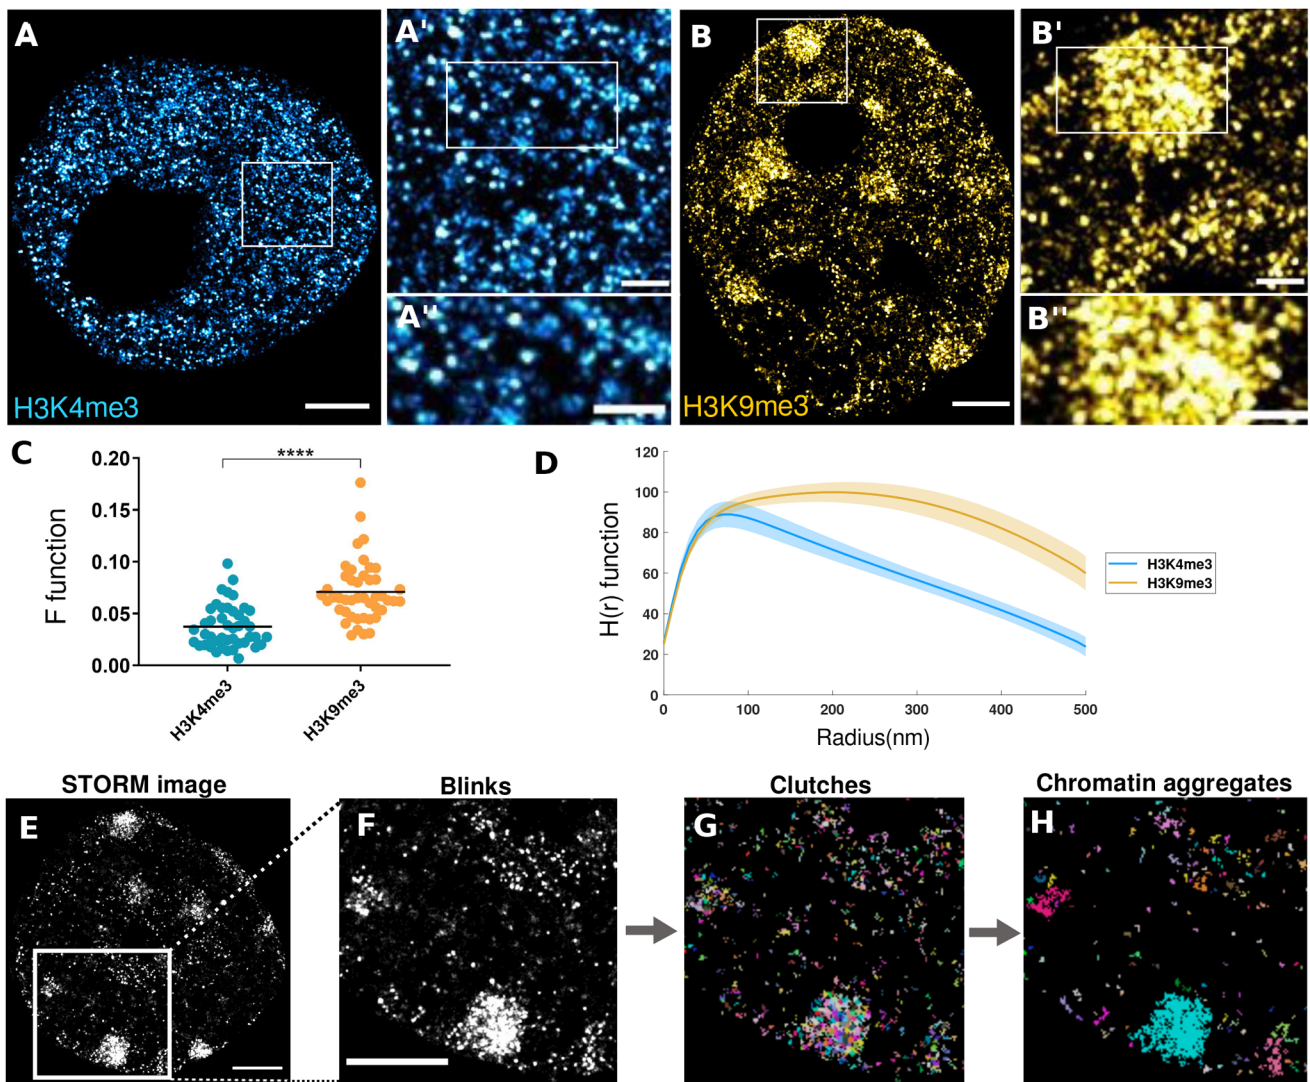 A
A'
B
B'
A''
B''
H3K4me3
H3K9me3
C
D
F function
0.20
0.15
0.10
0.05
0.00
****
H3K4me3
H3K9me3
H(r) function
120
100
80
60
40
20
0
0 100 200 300 400 500
Radius(nm)
H3K4me3
H3K9me3
STORM image
Blinks
Clutches
Chromatin aggregates
E
F
G
H